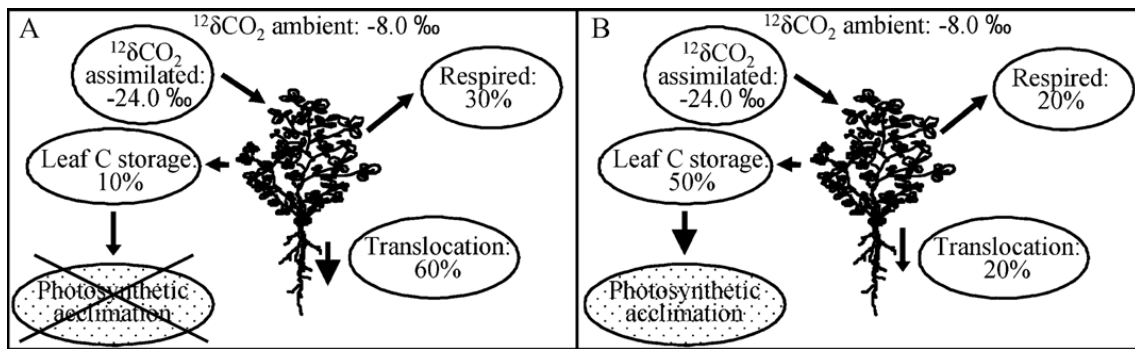 A
¹²δCO₂ ambient: -8.0 ‰
¹²δCO₂
assimilated:
-24.0 ‰
Respired:
30%
Leaf C storage:
10%
Translocation:
60%
Photosynthetic
acclimation
B
¹²δCO₂ ambient: -8.0 ‰
¹²δCO₂
assimilated:
-24.0 ‰
Respired:
20%
Leaf C storage:
50%
Translocation:
20%
Photosynthetic
acclimation